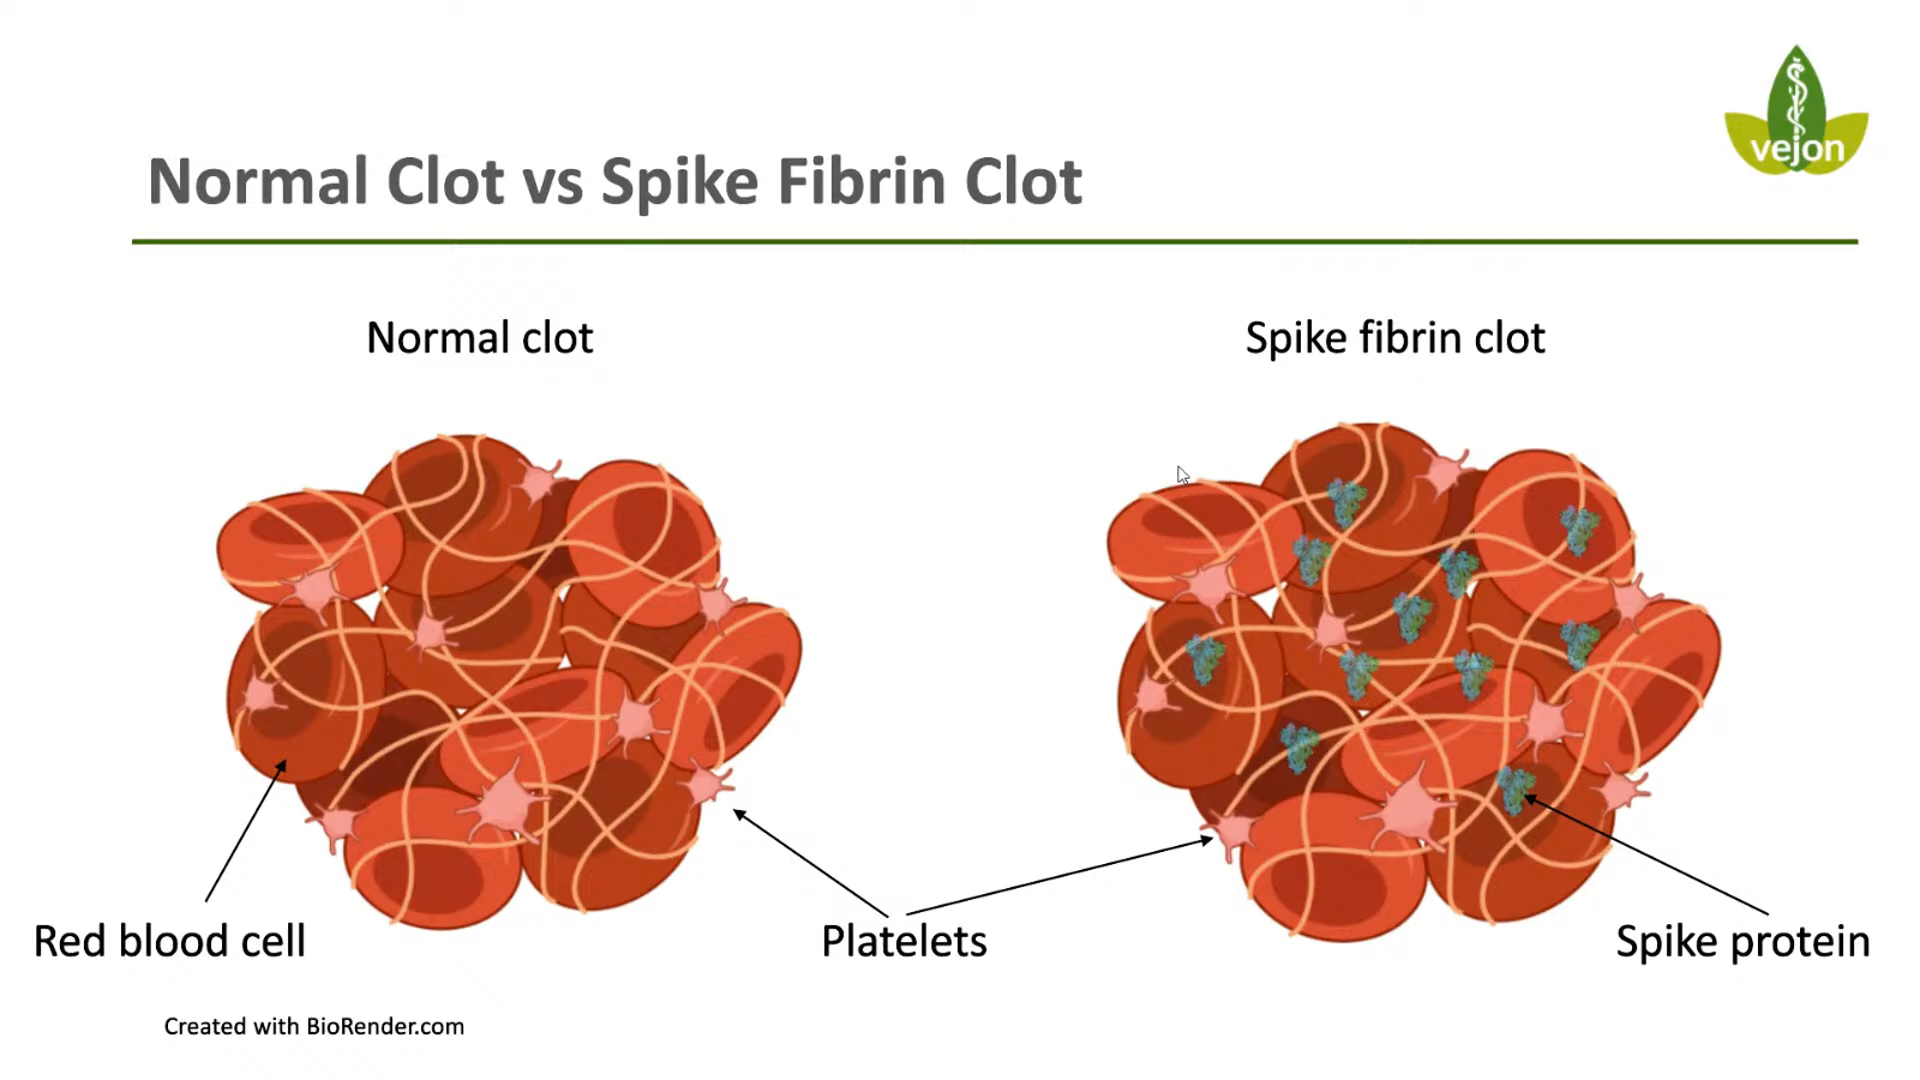 vejon
Normal Clot vs Spike Fibrin Clot
Normal clot
Spike fibrin clot
Red blood cell
Platelets
Spike protein
Created with BioRender.com